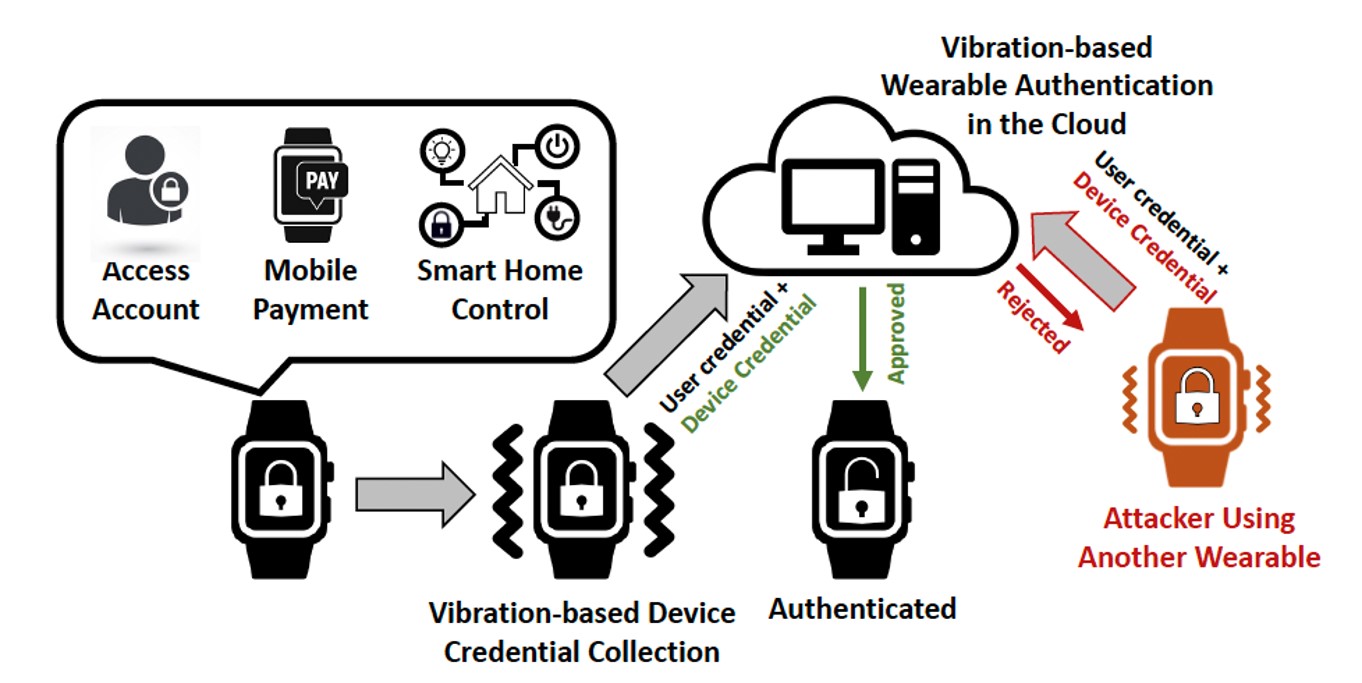 Vibration-based
Wearable Authentication
in the Cloud
PAY
Access
Account
Mobile
Payment
Smart Home
Control
User credential +
Device Credential
Approved
User credential +
Device Credential
Rejected
Attacker Using
Another Wearable
Vibration-based Device
Credential Collection
Authenticated